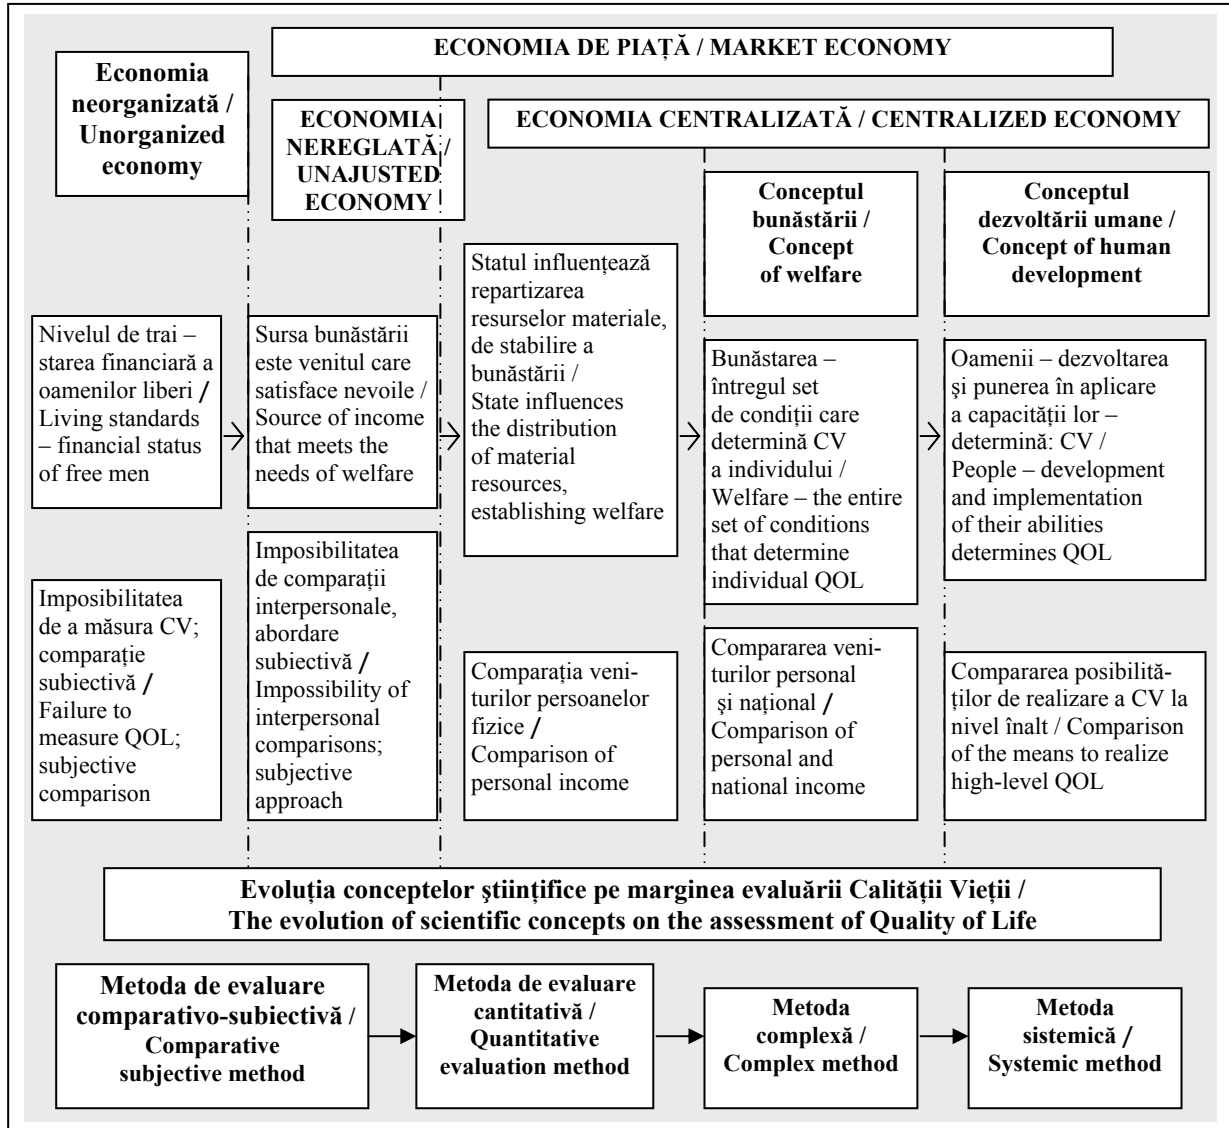 ECONOMIA DE PIAȚĂ / MARKET ECONOMY
Economia
neorganizată /
Unorganized
economy
ECONOMIA
NEREGLATĂ /
UNAJUSTED
ECONOMY
ECONOMIA CENTRALIZATĂ / CENTRALIZED ECONOMY
Conceptul
bunăstării /
Concept
of welfare
Conceptul
dezvoltării umane /
Concept of human
development
Nivelul de trai –
starea financiară a
oamenilor liberi /
Living standards
– financial status
of free men
Sursa bunăstării
este venitul care
satisface nevoile /
Source of income
that meets the
needs of welfare
Statul influențează
repartizarea
resurselor materiale,
de stabilire a
bunăstării /
State influences
the distribution
of material
resources,
establishing welfare
Bunăstarea –
întregul set
de condiții care
determină CV
a individului /
Welfare – the entire
set of conditions
that determine
individual QOL
Oamenii – dezvoltarea
şi punerea în aplicare
a capacității lor –
determină: CV /
People – development
and implementation
of their abilities
determines QOL
Imposibilitatea
de a măsura CV;
comparație
subiectivă /
Failure to
measure QOL;
subjective
comparison
Imposibilitatea
de comparații
interpersonale,
abordare
subiectivă /
Impossibility of
interpersonal
comparisons;
subjective
approach
Comparația veni-
turilor persoanelor
fizice /
Comparison of
personal income
Compararea veni-
turilor personal
şi național /
Comparison of
personal and
national income
Compararea posibilită-
ților de realizare a CV la
nivel înalt / Comparison
of the means to realize
high-level QOL
Evoluția conceptelor ştiințifice pe marginea evaluării Calității Vieții /
The evolution of scientific concepts on the assessment of Quality of Life
Metoda de evaluare
comparativo-subiectivă /
Comparative
subjective method
Metoda de evaluare
cantitativă /
Quantitative
evaluation method
Metoda
complexă /
Complex method
Metoda
sistemică /
Systemic method